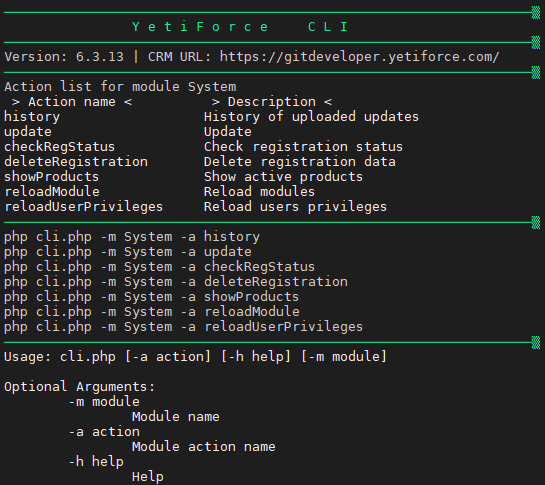 YetiForce CLI
Version: 6.3.13 | CRM URL: https://gitdeveloper.yetiforce.com/
Action list for module System
> Action name < > Description <
history History of uploaded updates
update Update
checkRegStatus Check registration status
deleteRegistration Delete registration data
showProducts Show active products
reloadModule Reload modules
reloadUserPrivileges Reload users privileges
php cli.php -m System -a history
php cli.php -m System -a update
php cli.php -m System -a checkRegStatus
php cli.php -m System -a deleteRegistration
php cli.php -m System -a showProducts
php cli.php -m System -a reloadModule
php cli.php -m System -a reloadUserPrivileges
Usage: cli.php [-a action] [-h help] [-m module]
Optional Arguments:
-m module
Module name
-a action
Module action name
-h help
Help